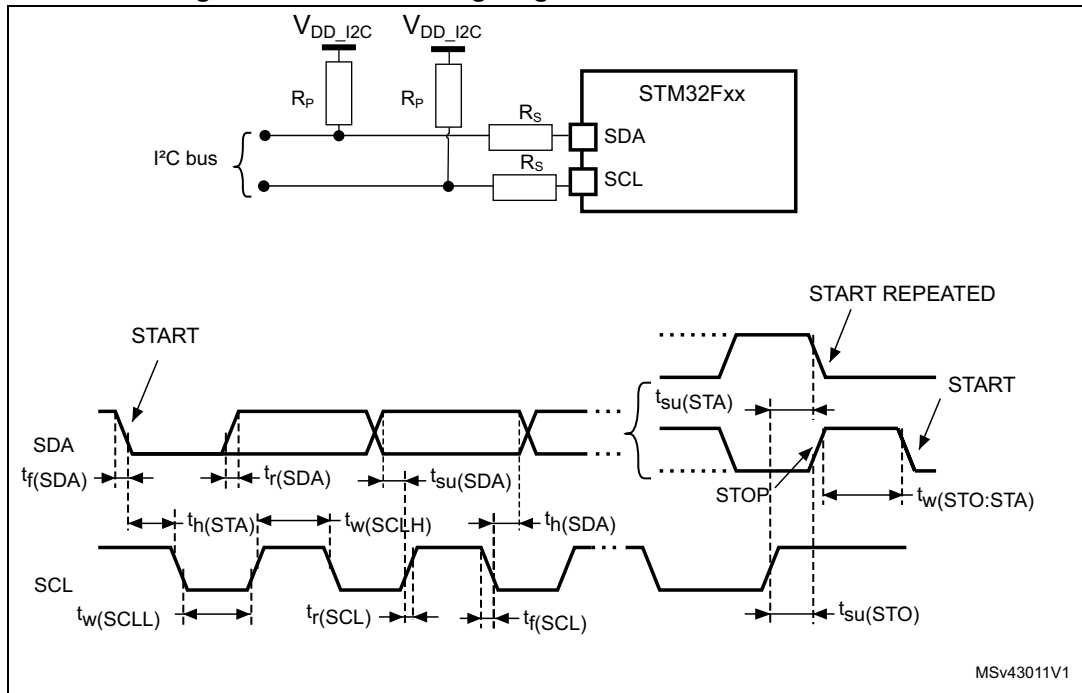 VDD_I2C VDD_I2C
STM32Fxx
RP RP RS
SDA
I²C bus
RS
SCL
START REPEATED
START
START
tsu(STA)
SDA
tf(SDA) tr(SDA) tsu(SDA) STOP tw(STO:STA)
th(STA) tw(SCLH) th(SDA)
SCL
tw(SCLL) tr(SCL) tf(SCL) tsu(STO)
MSv43011V1